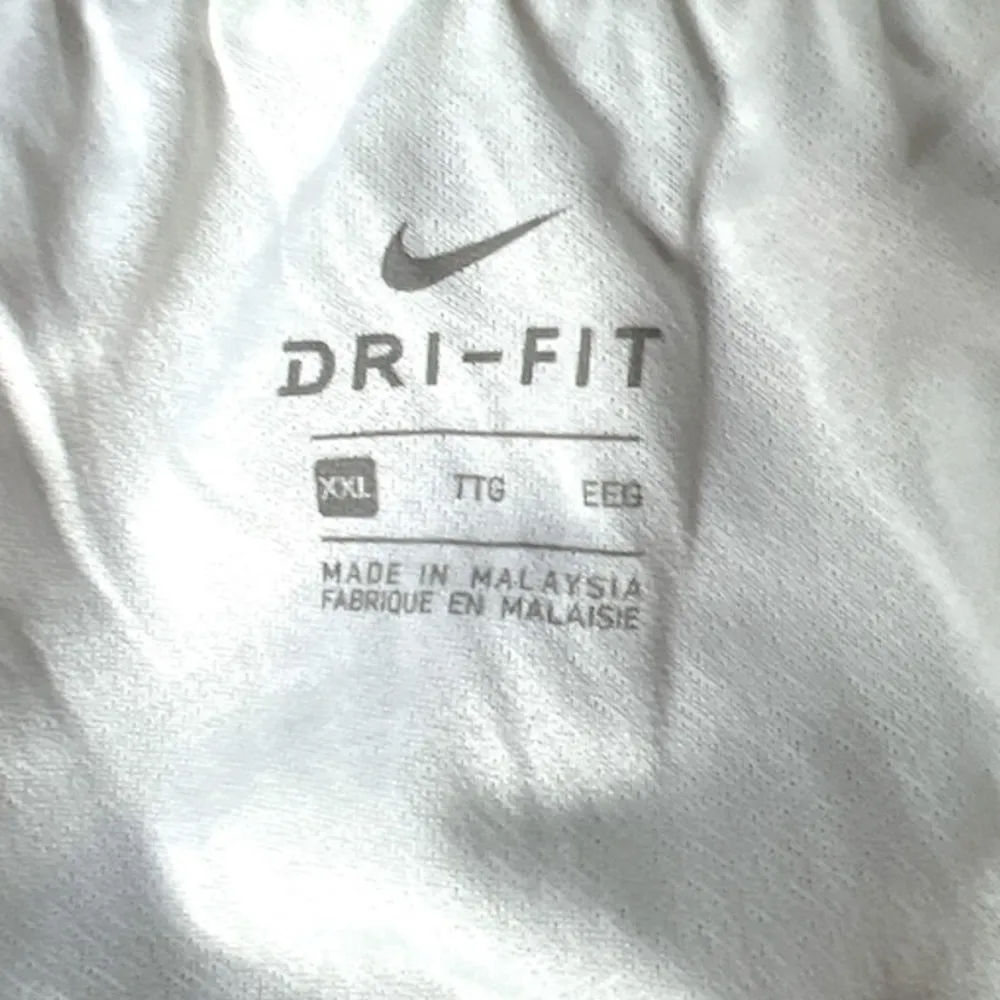 DRI-FIT
XXL TTG EEG
MADE IN MALAYSIA
FABRIQUE EN MALAISIE